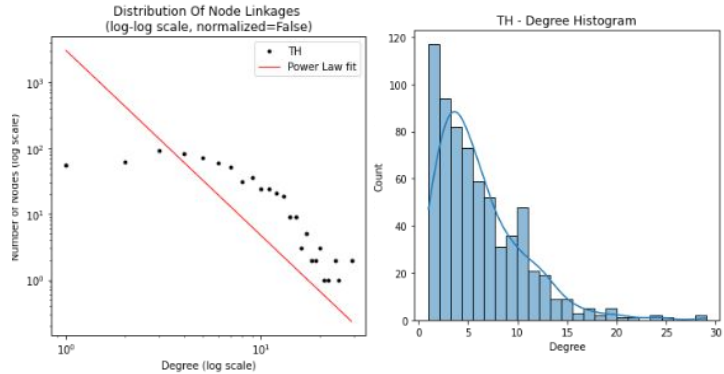 Distribution Of Node Linkages
(log-log scale, normalized=False)
TH
Power Law fit
Number of Nodes (log scale)
10³
10²
10¹
10⁰
10⁰
10¹
Degree (log scale)
TH - Degree Histogram
Count
120
100
80
60
40
20
0
0
5
10
15
20
25
30
Degree